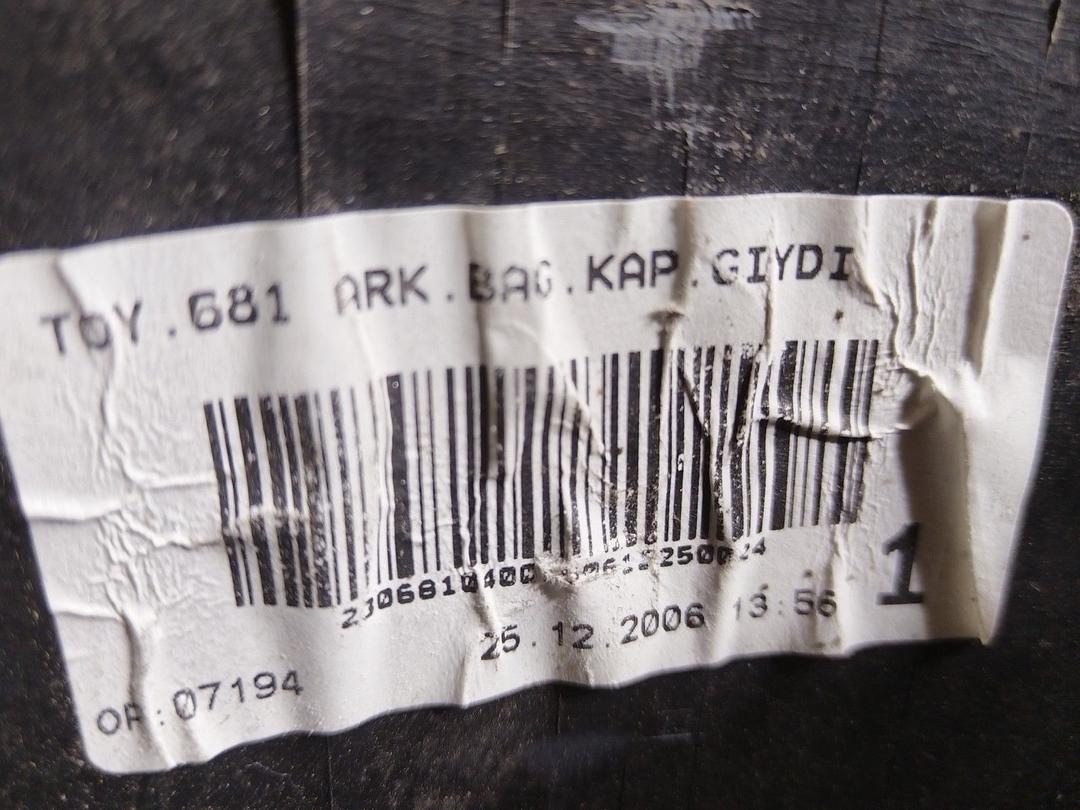 TOY.681 ARK.BAG.KAP.GIYDI
25.12.2006 13:56
1
OP:07194